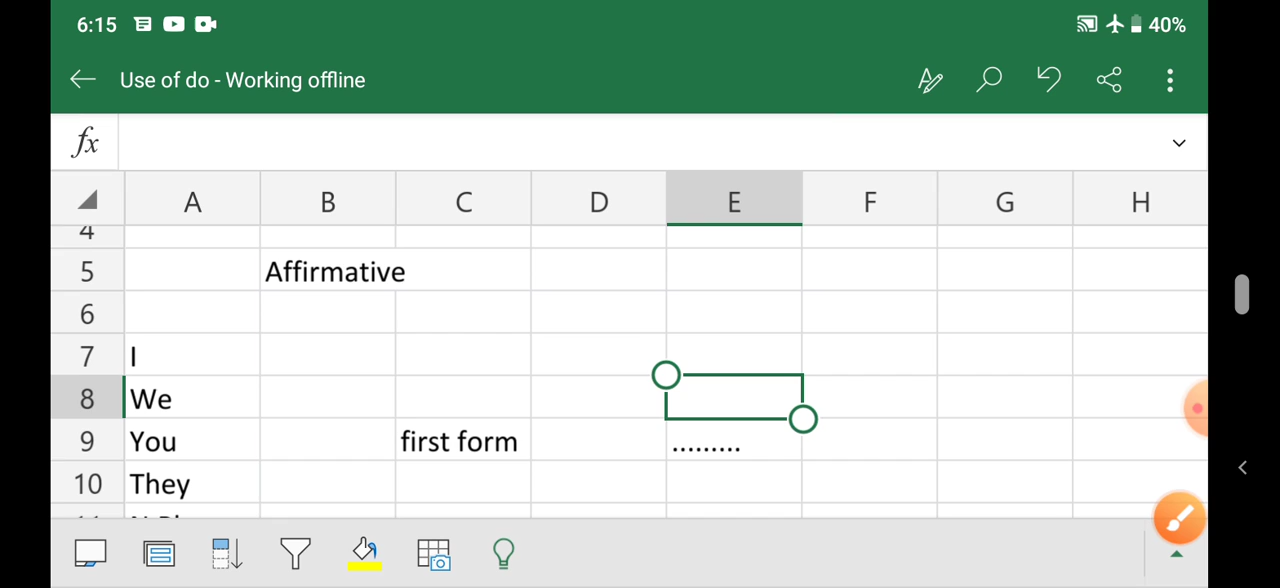 6:15 40%
Use of do - Working offline
fx
A B C D E F G H
4
5 Affirmative
6
7 I
8 We
9 You first form .........
10 They